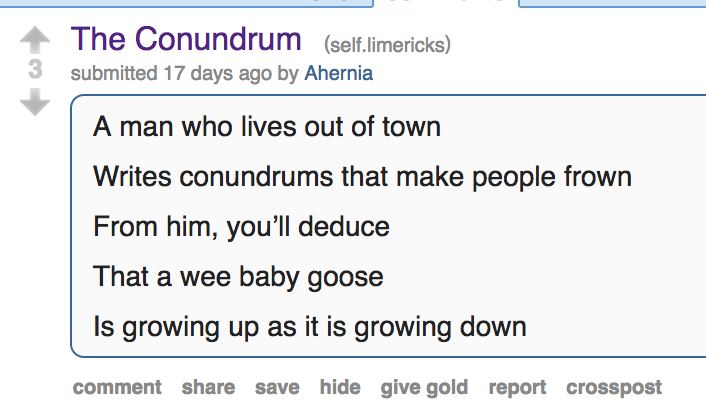 The Conundrum (self.limericks)
3
submitted 17 days ago by Ahernia
A man who lives out of town
Writes conundrums that make people frown
From him, you’ll deduce
That a wee baby goose
Is growing up as it is growing down
comment share save hide give gold report crosspost